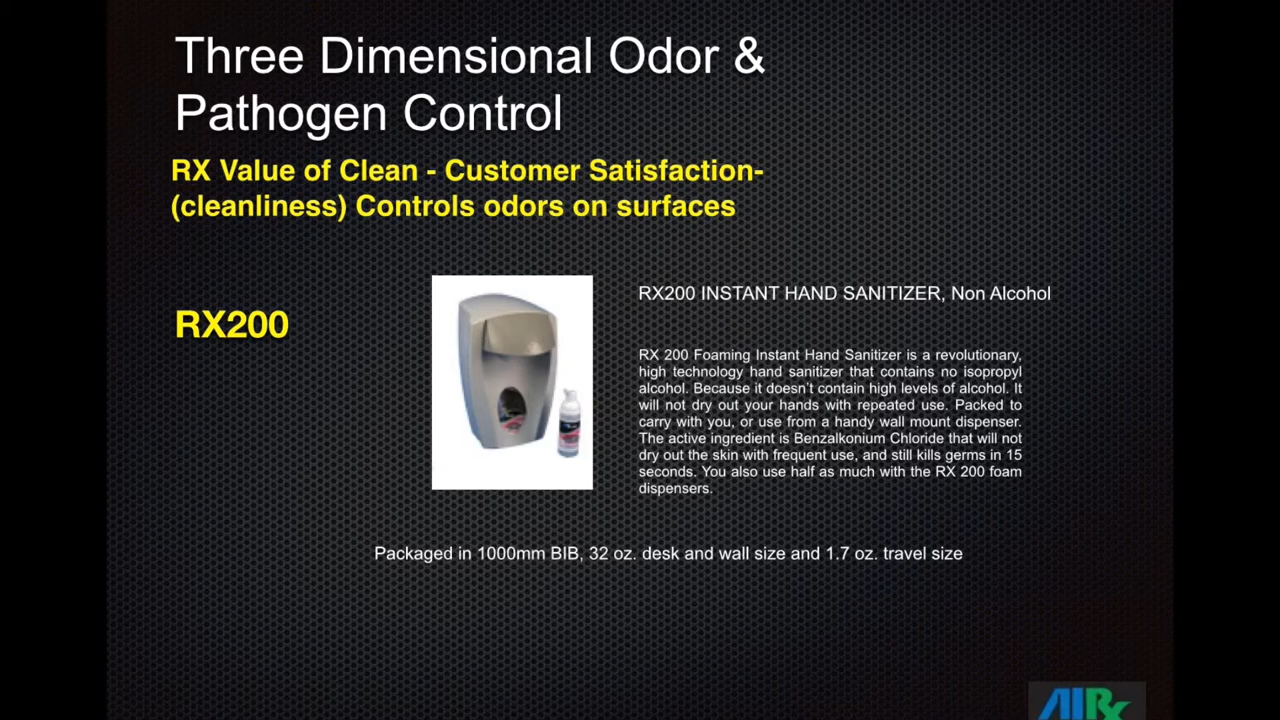 Three Dimensional Odor &
Pathogen Control
RX Value of Clean - Customer Satisfaction-
(cleanliness) Controls odors on surfaces
RX200
RX200 INSTANT HAND SANITIZER, Non Alcohol
RX 200 Foaming Instant Hand Sanitizer is a revolutionary,
high technology hand sanitizer that contains no isopropyl
alcohol. Because it doesn't contain high levels of alcohol. It
will not dry out your hands with repeated use. Packed to
carry with you, or use from a handy wall mount dispenser.
The active ingredient is Benzalkonium Chloride that will not
dry out the skin with frequent use, and still kills germs in 15
seconds. You also use half as much with the RX 200 foam
dispensers.
Packaged in 1000mm BIB, 32 oz. desk and wall size and 1.7 oz. travel size
AIRx